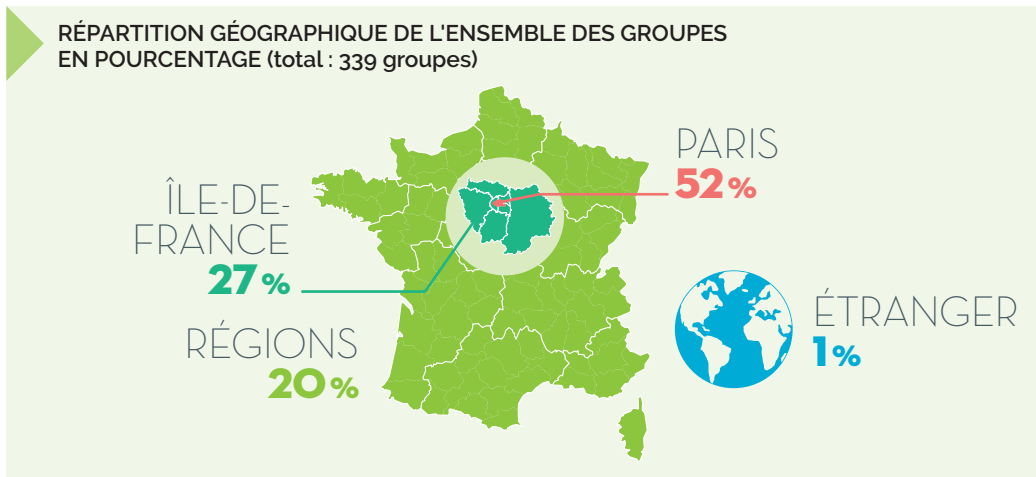 RÉPARTITION GÉOGRAPHIQUE DE L'ENSEMBLE DES GROUPES
EN POURCENTAGE (total : 339 groupes)
PARIS
52 %
ÎLE-DE-
FRANCE
27 %
RÉGIONS
20 %
ÉTRANGER
1 %